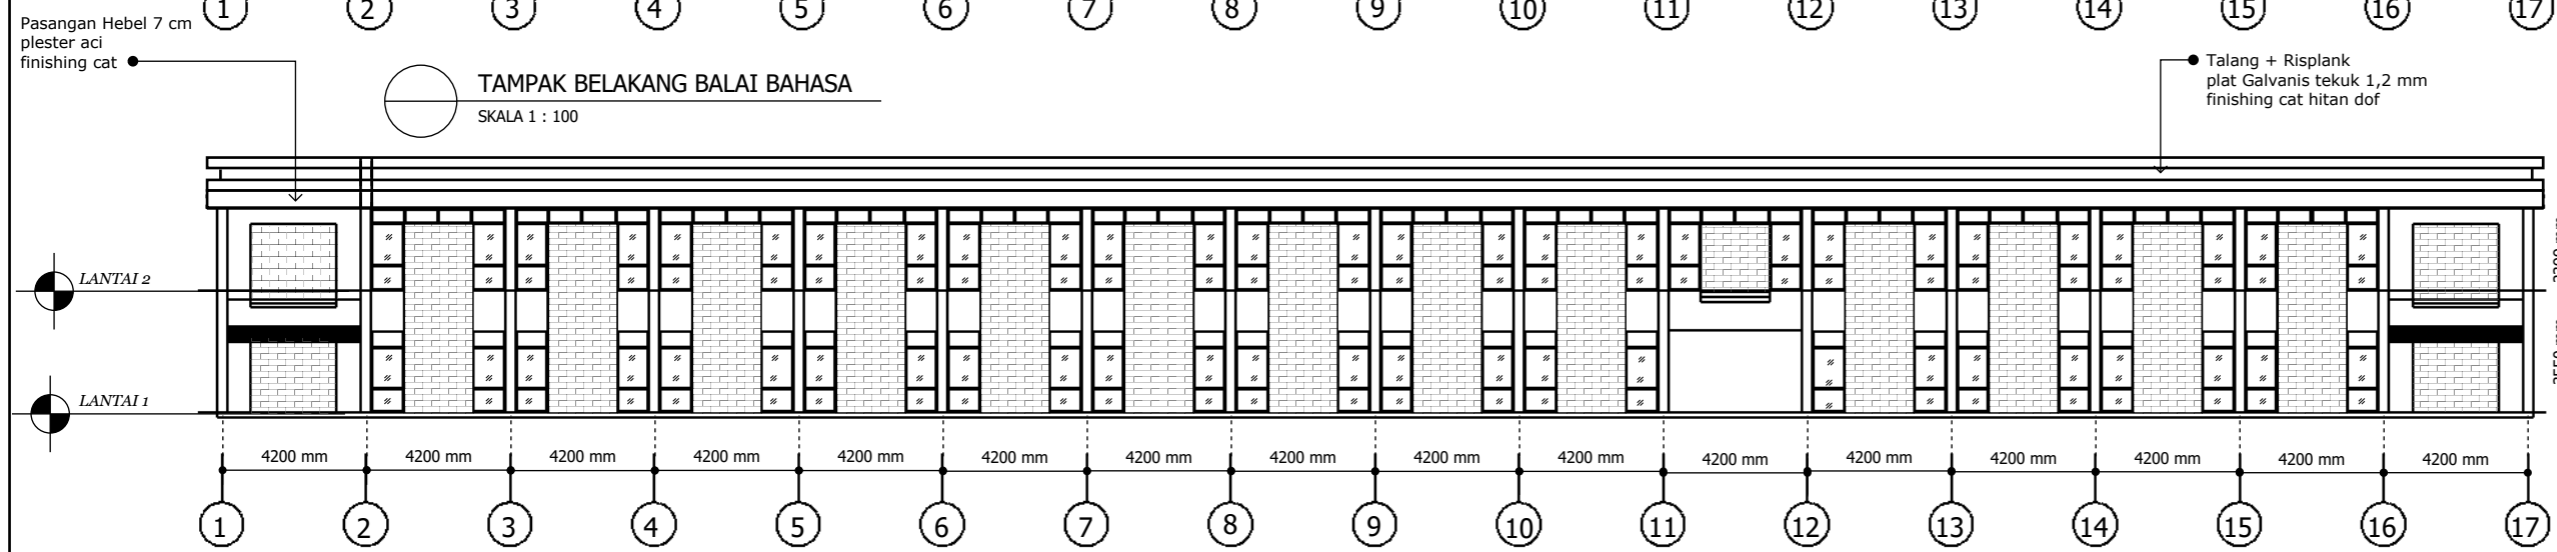 1 2 3 4 5 6 7 8 9 10 11 12 13 14 15 16 17
Pasangan Hebel 7 cm
plester aci
finishing cat
TAMPAK BELAKANG BALAI BAHASA
SKALA 1 : 100
Talang + Risplank
plat Galvanis tekuk 1,2 mm
finishing cat hitan dof
LANTAI 2
LANTAI 1
4200 mm 4200 mm 4200 mm 4200 mm 4200 mm 4200 mm 4200 mm 4200 mm 4200 mm 4200 mm 4200 mm 4200 mm 4200 mm 4200 mm 4200 mm 4200 mm
1 2 3 4 5 6 7 8 9 10 11 12 13 14 15 16 17